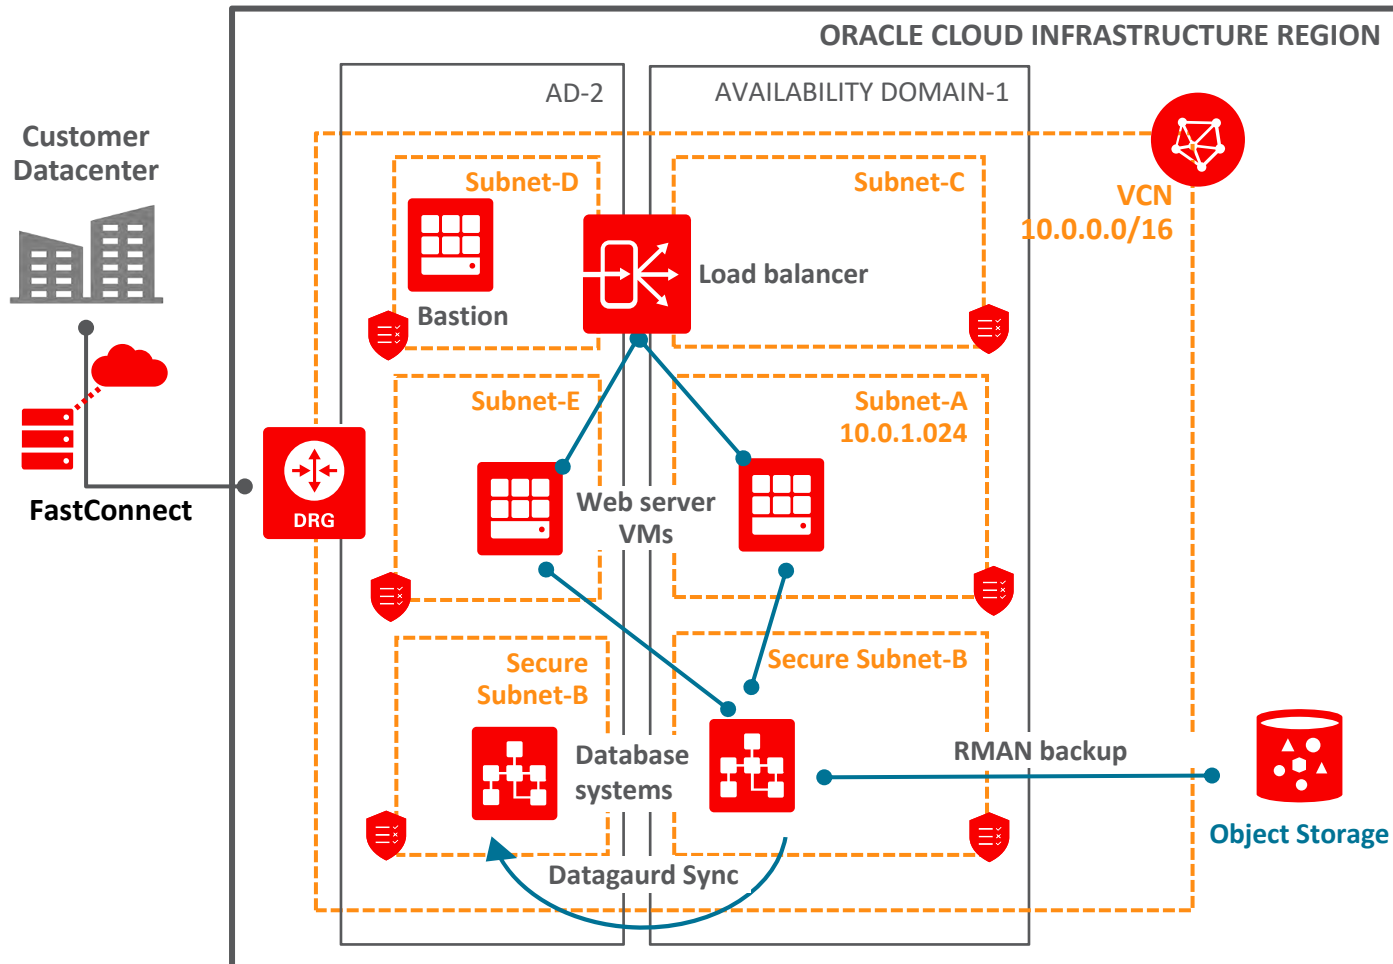 ORACLE CLOUD INFRASTRUCTURE REGION
AD-2
AVAILABILITY DOMAIN-1
Customer
Datacenter
VCN
10.0.0.0/16
Subnet-D
Subnet-C
Load balancer
Bastion
Subnet-E
Subnet-A
10.0.1.024
FastConnect
DRG
Web server
VMs
Secure
Subnet-B
Secure Subnet-B
Database
systems
RMAN backup
Object Storage
Datagaurd Sync